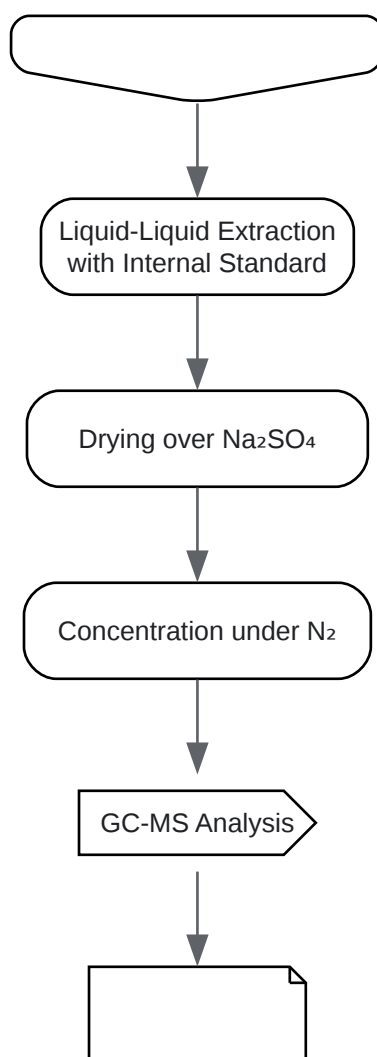 Liquid-Liquid Extraction
with Internal Standard
Drying over Na₂SO₄
Concentration under N₂
GC-MS Analysis